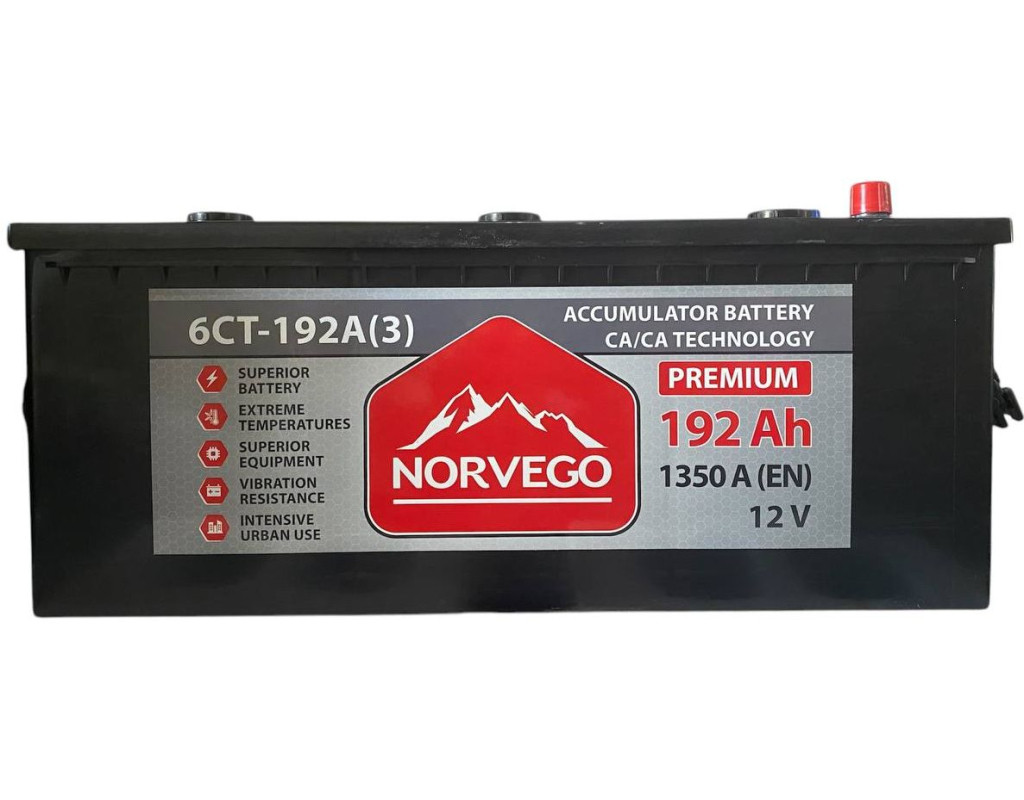 6CT-192A(3)
ACCUMULATOR BATTERY
CA/CA TECHNOLOGY
SUPERIOR
BATTERY
EXTREME
TEMPERATURES
SUPERIOR
EQUIPMENT
VIBRATION
RESISTANCE
INTENSIVE
URBAN USE
NORVEGO
PREMIUM
192 Ah
1350 A (EN)
12 V